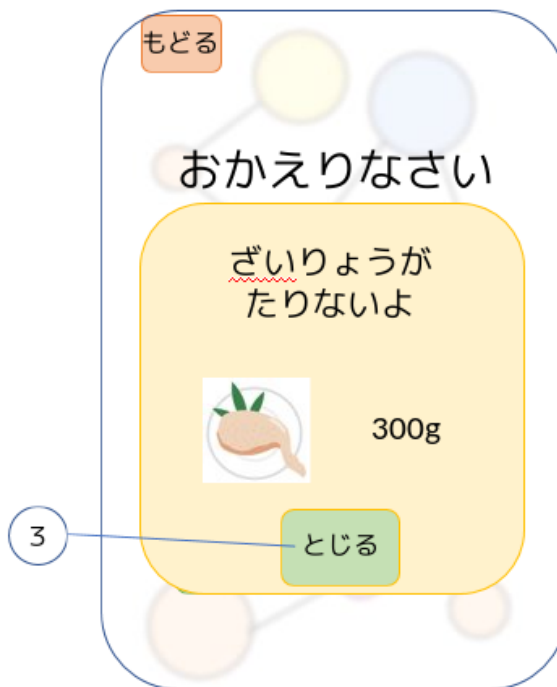 もどる
おかえりなさい
ざいりょうが
たりないよ
300g
3
とじる